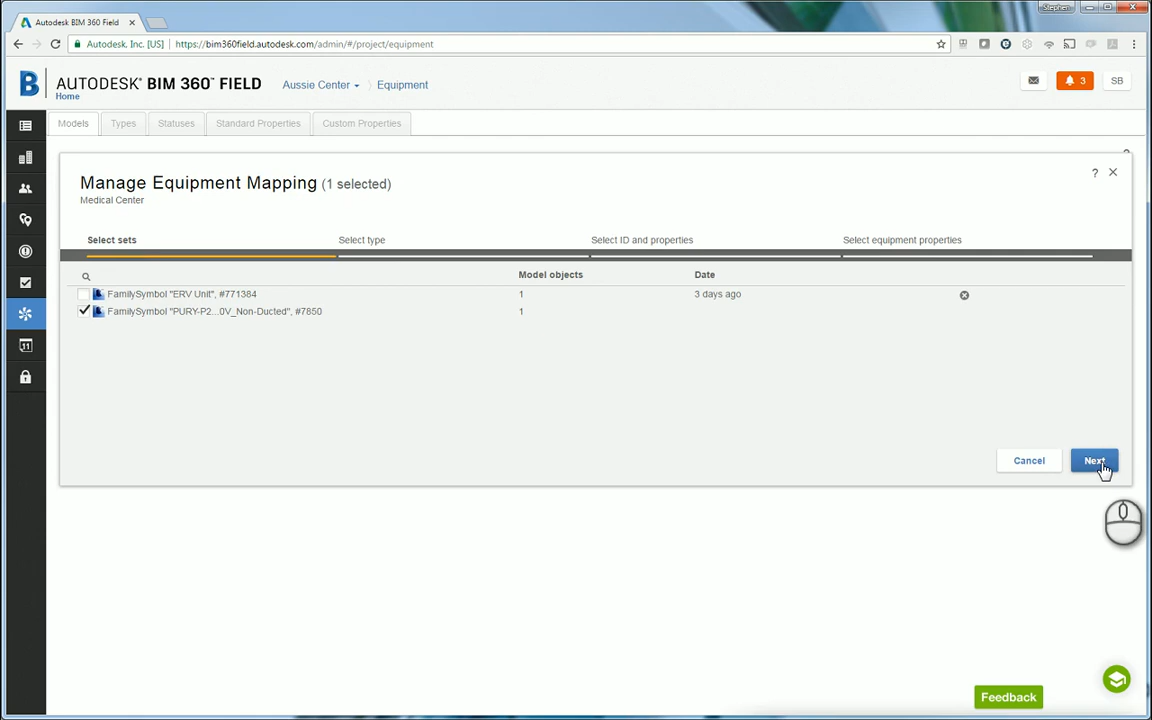 Stephen
Autodesk BIM 360 Field
Autodesk, Inc. [US]
https://bim360field.autodesk.com/admin/#/project/equipment
B
AUTODESK® BIM 360™ FIELD
Aussie Center
Equipment
3
SB
Home
Models
Types
Statuses
Standard Properties
Custom Properties
Manage Equipment Mapping (1 selected)
?
Medical Center
Select sets
Select type
Select ID and properties
Select equipment properties
Model objects
Date
FamilySymbol "ERV Unit", #771384
1
3 days ago
FamilySymbol "PURY-P2...0V_Non-Ducted", #7850
1
11
Cancel
Next
Feedback